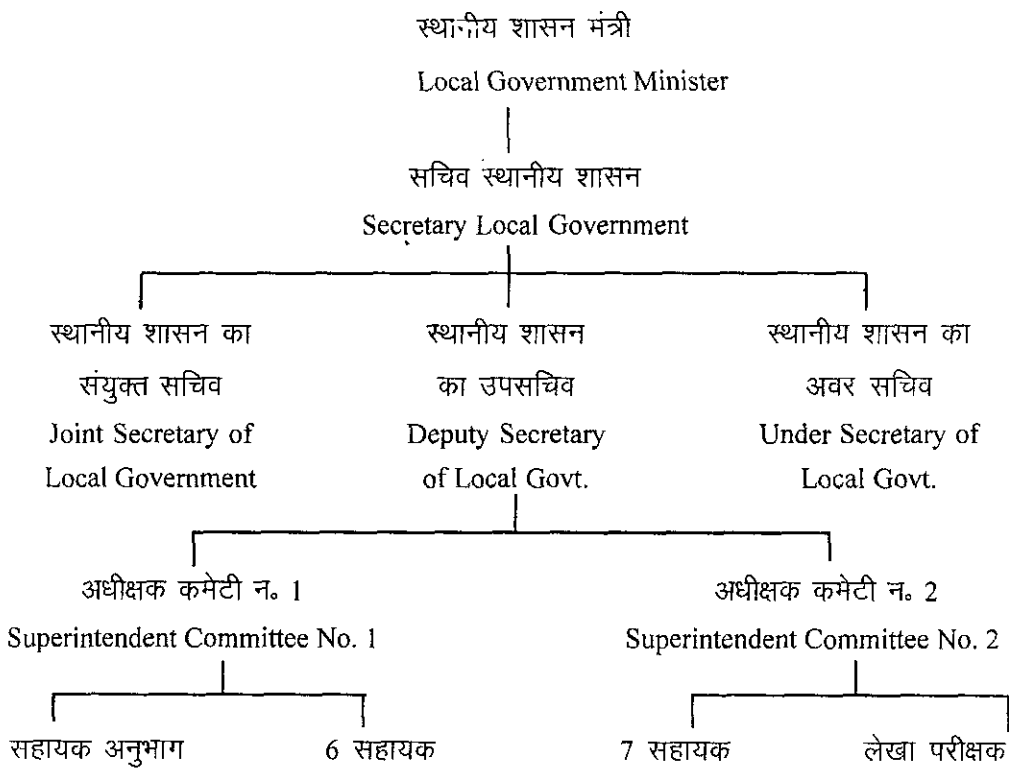 स्थानीय शासन मंत्री
Local Government Minister
सचिव स्थानीय शासन
Secretary Local Government
स्थानीय शासन का
संयुक्त सचिव
Joint Secretary of
Local Government
स्थानीय शासन
का उपसचिव
Deputy Secretary
of Local Govt.
स्थानीय शासन का
अवर सचिव
Under Secretary of
Local Govt.
अधीक्षक कमेटी न० 1
Superintendent Committee No. 1
अधीक्षक कमेटी न० 2
Superintendent Committee No. 2
सहायक अनुभाग
6 सहायक
7 सहायक
लेखा परीक्षक